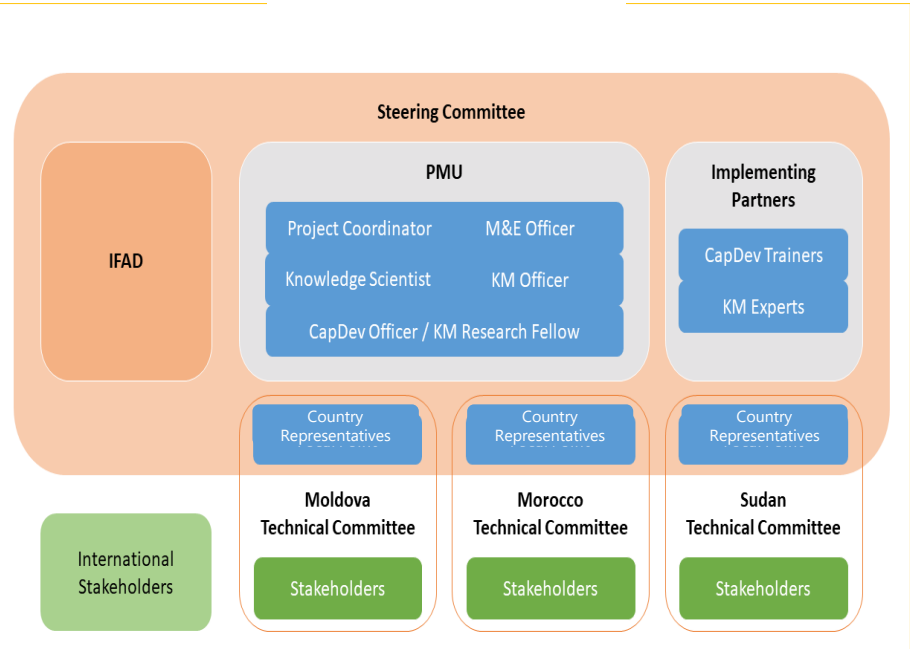 Steering Committee
IFAD
PMU
Project Coordinator
M&E Officer
Knowledge Scientist
KM Officer
CapDev Officer / KM Research Fellow
Implementing
Partners
CapDev Trainers
KM Experts
Country
Representatives
Country
Representatives
Country
Representatives
Moldova
Technical Committee
Morocco
Technical Committee
Sudan
Technical Committee
International
Stakeholders
Stakeholders
Stakeholders
Stakeholders